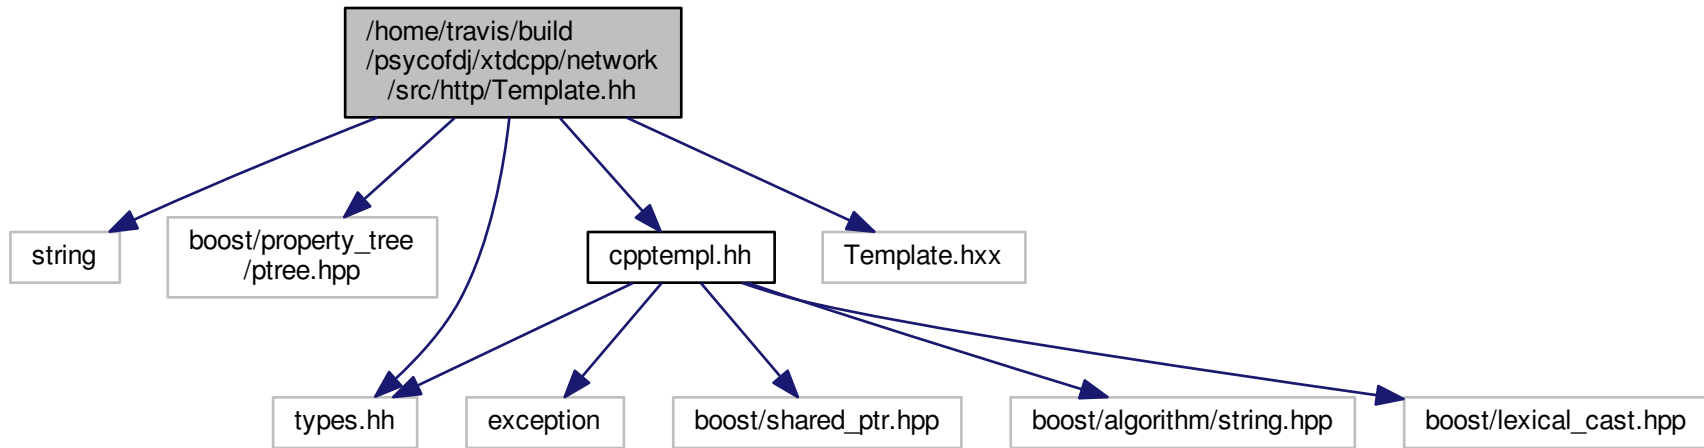 /home/travis/build
/psycofdj/xtdcpp/network
/src/http/Template.hh
string
boost/property_tree
/ptree.hpp
cpptempl.hh
Template.hxx
types.hh
exception
boost/shared_ptr.hpp
boost/algorithm/string.hpp
boost/lexical_cast.hpp